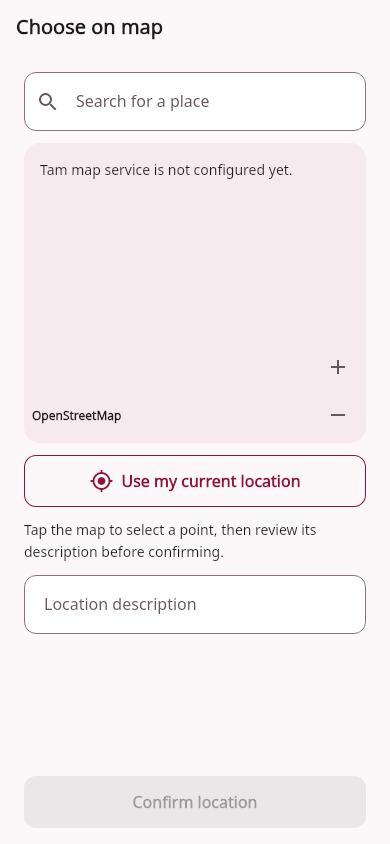 Choose on map
Search for a place
Tam map service is not configured yet.
OpenStreetMap
Use my current location
Tap the map to select a point, then review its
description before confirming.
Location description
Confirm location